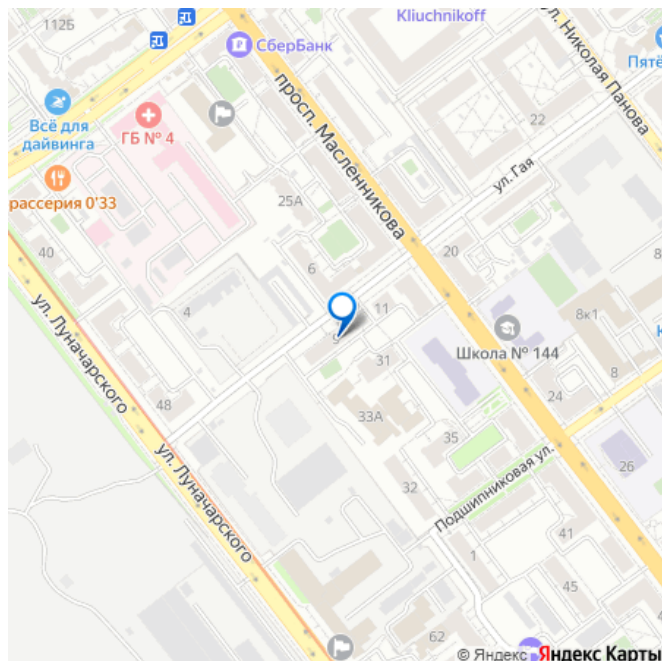 112Б
Kliuchnikoff
СберБанк
ул. Николая Панова
Всё для
дайвинга
ГБ № 4
просп. Масленникова
22
ул. Гая
рассерия 0'33
25А
40
6
20
4
11
8к1
9
Школа № 144
ул. Луначарского
31
8
48
24
33А
35
ул. Луначарского
26
32
Подшипниковая ул.
41
1
45
62
© Яндекс
Яндекс Карты